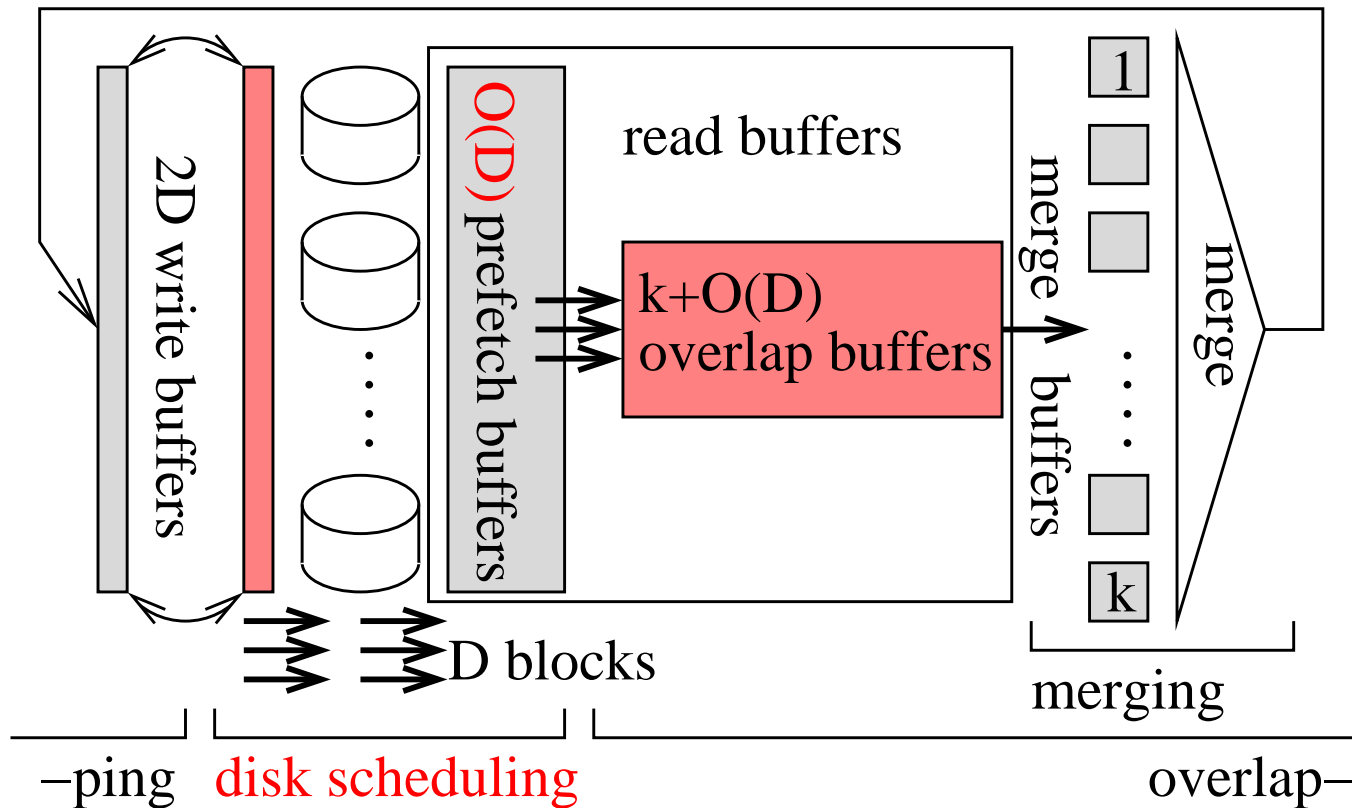 2D write buffers
O(D) prefetch buffers
read buffers
k+O(D)
overlap buffers
merge buffers
1
k
merge
D blocks
merging
–ping
disk scheduling
overlap–